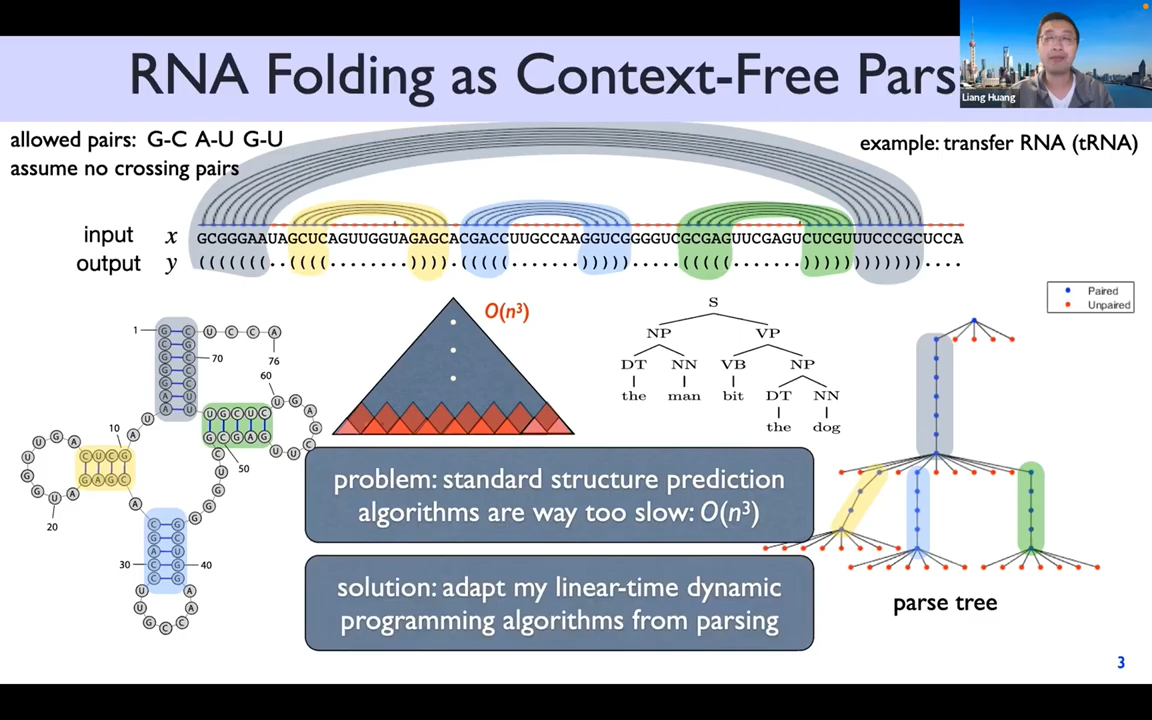 RNA Folding as Context-Free Pars
Liang Huang
allowed pairs: G-C A-U G-U
assume no crossing pairs
example: transfer RNA (tRNA)
input x GCGGGAAUAGCUCAGUUGGUAGAGCACGACCUUGCCAAGGUCGGGGUCGCGAGUUCGAGUCUCGUUUCCCGCUCCA
output y (((((((..((((........)))).(((((.......))))).....(((((.......))))))))))))....
Paired
Unpaired
O(n³)
S
NP VP
DT NN VB NP
the man bit DT NN
the dog
1
G C U C C A
C G
G C 70 76
G C
G C
A U
A U
60
U G C U C U G A
G C G A G U U C G
50
10
U A
A G U C U C G
U
G
G
U A G A G C
20
A
C G G G G U C
G C
A U
30 C G 40
C G
U A
U A
G C C
problem: standard structure prediction
algorithms are way too slow: O(n³)
solution: adapt my linear-time dynamic
programming algorithms from parsing
parse tree
3